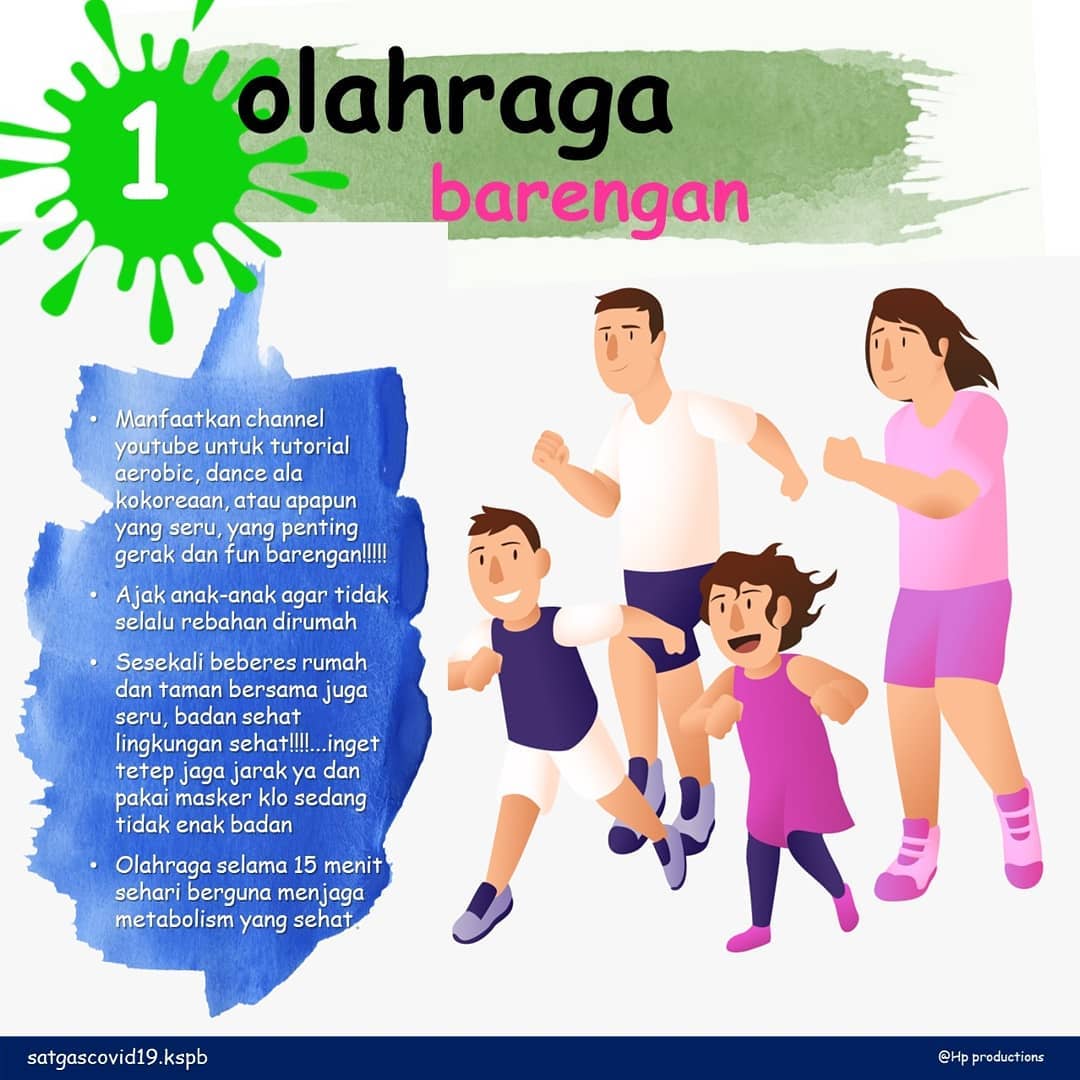 1
olahraga
barengan
• Manfaatkan channel
youtube untuk tutorial
aerobic, dance ala
kokoreaan, atau apapun
yang seru, yang penting
gerak dan fun barengan!!!!!
• Ajak anak-anak agar tidak
selalu rebahan dirumah
• Sesekali beberes rumah
dan taman bersama juga
seru, badan sehat
lingkungan sehat!!!!...inget
tetep jaga jarak ya dan
pakai masker klo sedang
tidak enak badan
• Olahraga selama 15 menit
sehari berguna menjaga
metabolism yang sehat.
satgascovid19.kspb
@Hp productions